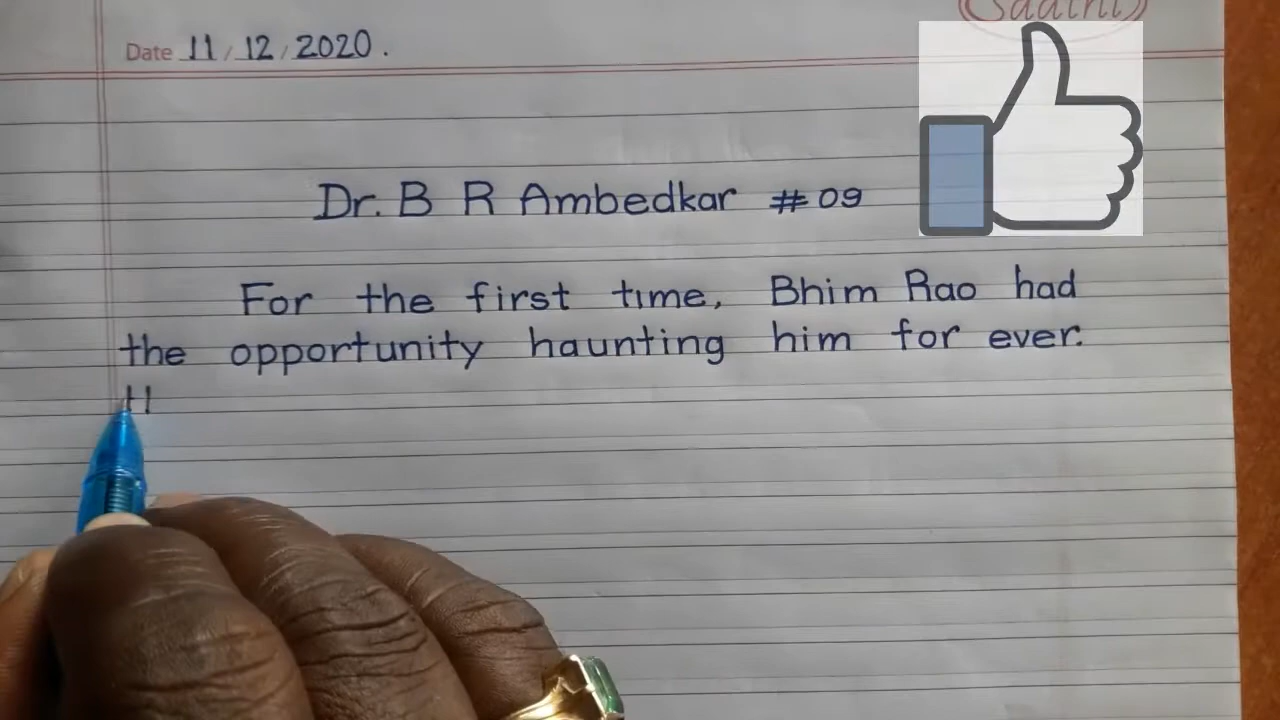 Saathi
Date 11/12/2020.
Dr. B R Ambedkar #09
For the first time, Bhim Rao had
the opportunity haunting him for ever.